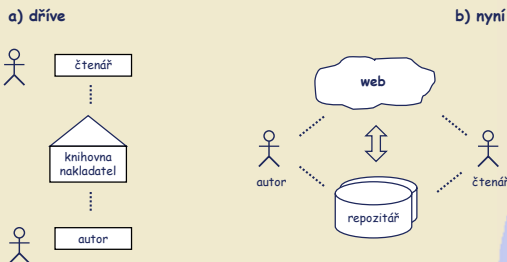 a) dříve
b) nyní
čtenář
web
knihovna
nakladatel
autor
čtenář
repozitář
autor